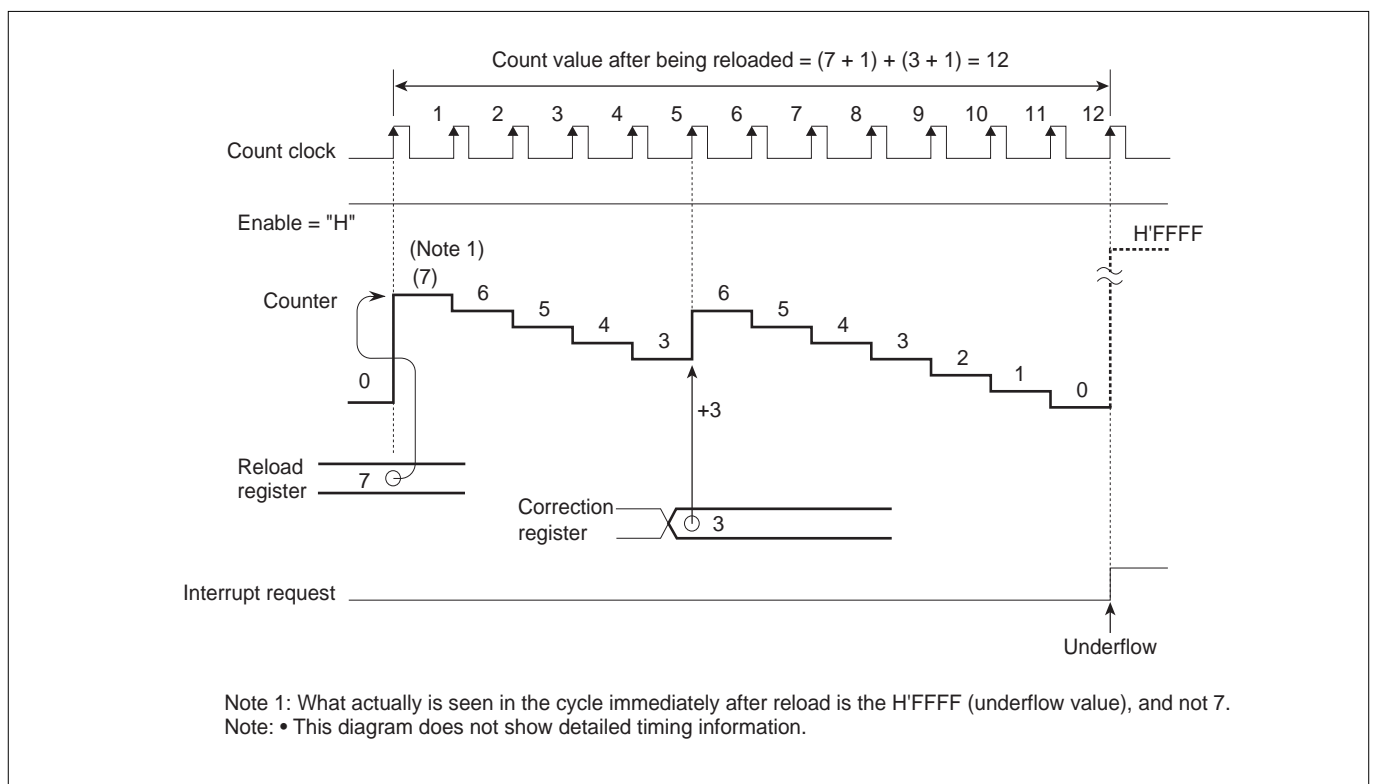 Count value after being reloaded = (7 + 1) + (3 + 1) = 12
1 2 3 4 5 6 7 8 9 10 11 12
Count clock
Enable = "H"
H'FFFF
(Note 1)
(7)
Counter
6
5
4
3
6
5
4
3
2
1
0
0
+3
Reload
register
7
Correction
register
3
Interrupt request
Underflow
Note 1: What actually is seen in the cycle immediately after reload is the H'FFFF (underflow value), and not 7.
Note: • This diagram does not show detailed timing information.